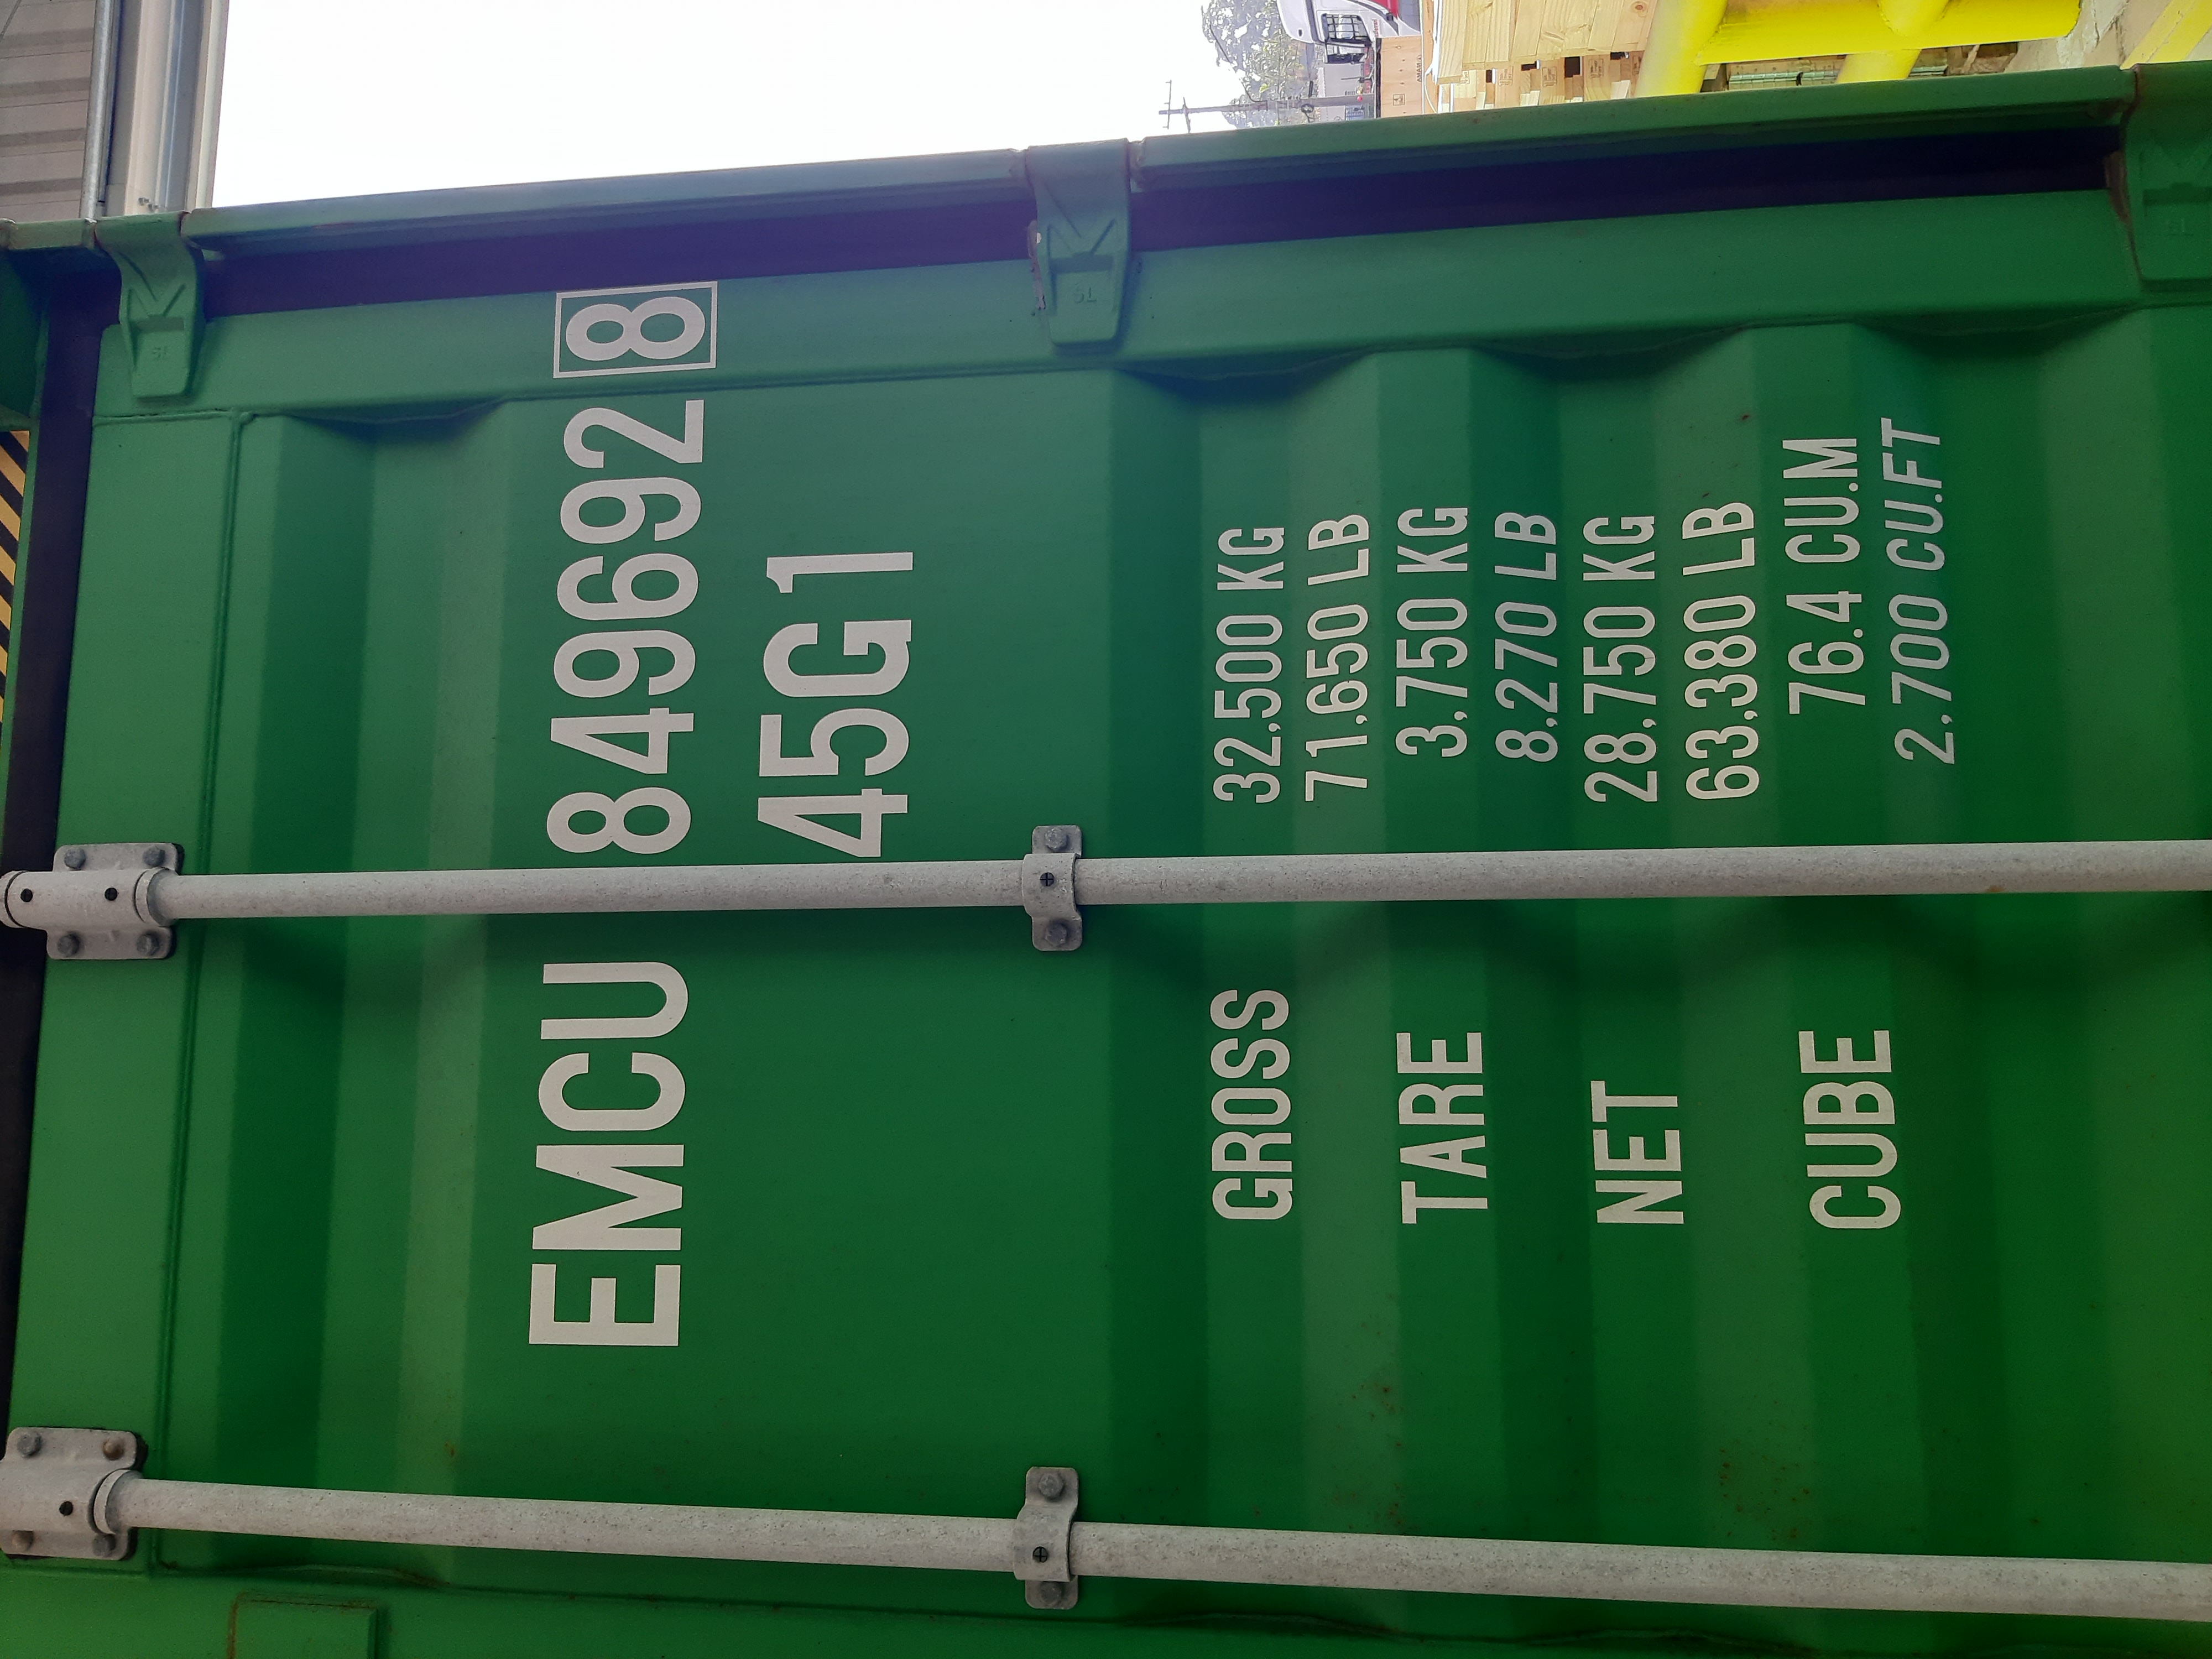 EMCU 849692 8
45G1
GROSS 32,500 KG
71,650 LB
TARE 3,750 KG
8,270 LB
NET 28,750 KG
63,380 LB
CUBE 76.4 CU.M
2,700 CU.FT